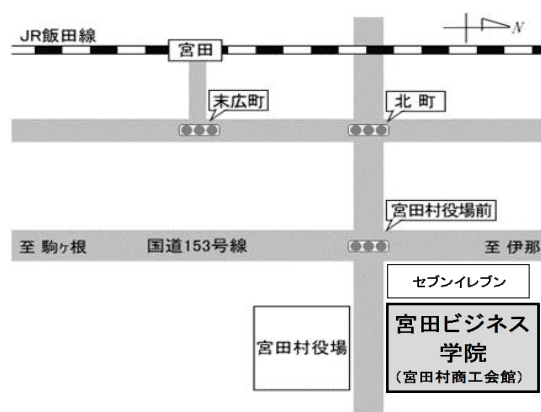 JR飯田線
N
宮田
末広町
北町
宮田村役場前
至 駒ヶ根
国道153号線
至 伊那
セブンイレブン
宮田村役場
宮田ビジネス
学院
(宮田村商工会館)